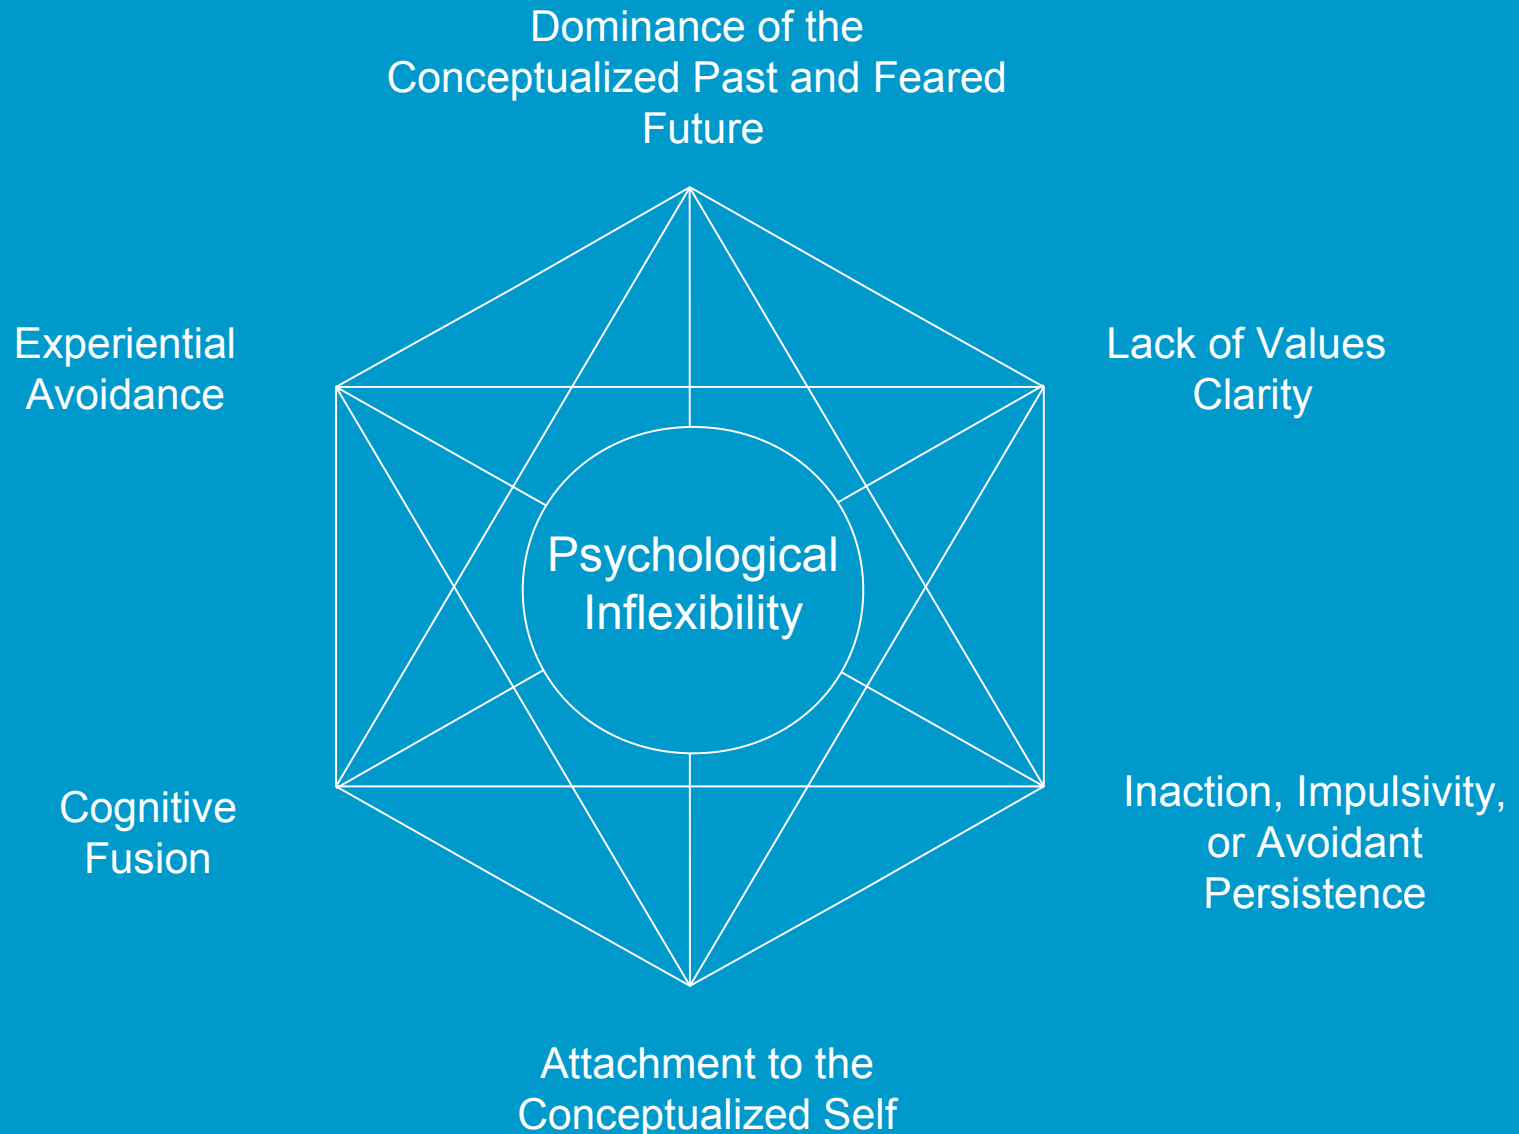 Dominance of the
Conceptualized Past and Feared
Future
Experiential
Avoidance
Lack of Values
Clarity
Psychological
Inflexibility
Cognitive
Fusion
Inaction, Impulsivity,
or Avoidant
Persistence
Attachment to the
Conceptualized Self